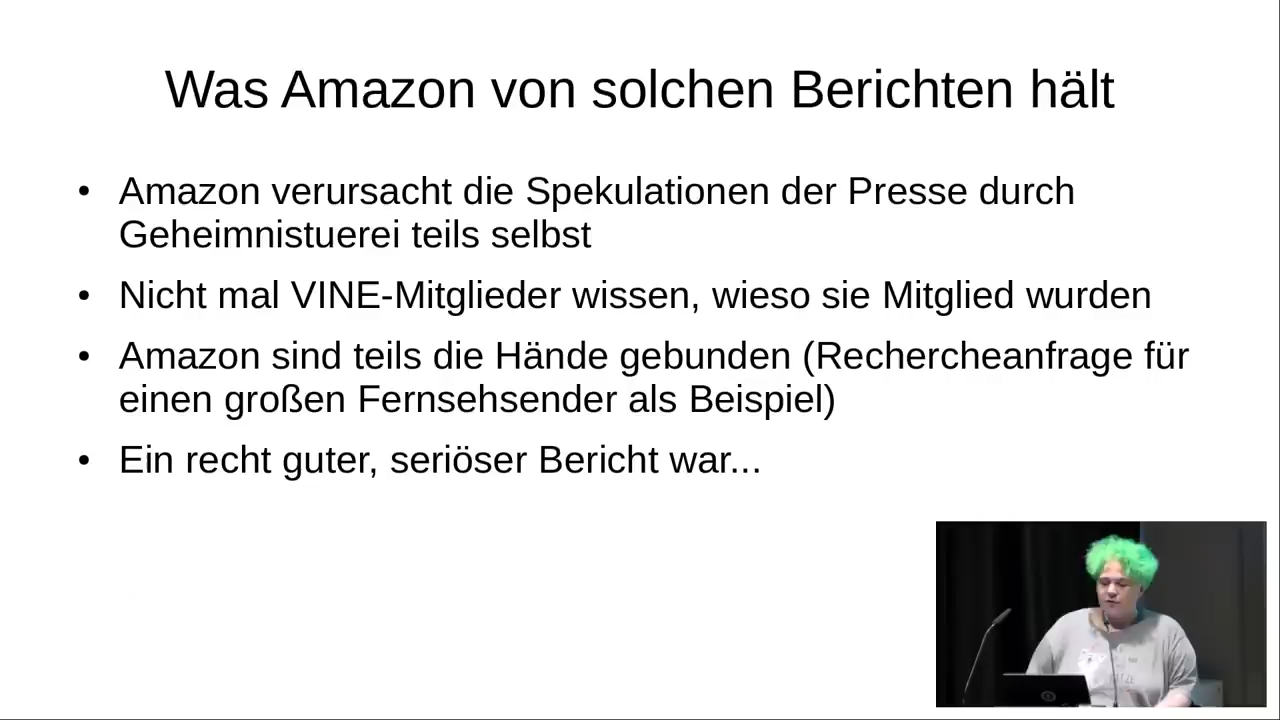 Was Amazon von solchen Berichten hält
• Amazon verursacht die Spekulationen der Presse durch
Geheimnistuerei teils selbst
• Nicht mal VINE-Mitglieder wissen, wieso sie Mitglied wurden
• Amazon sind teils die Hände gebunden (Rechercheanfrage für
einen großen Fernsehsender als Beispiel)
• Ein recht guter, seriöser Bericht war...